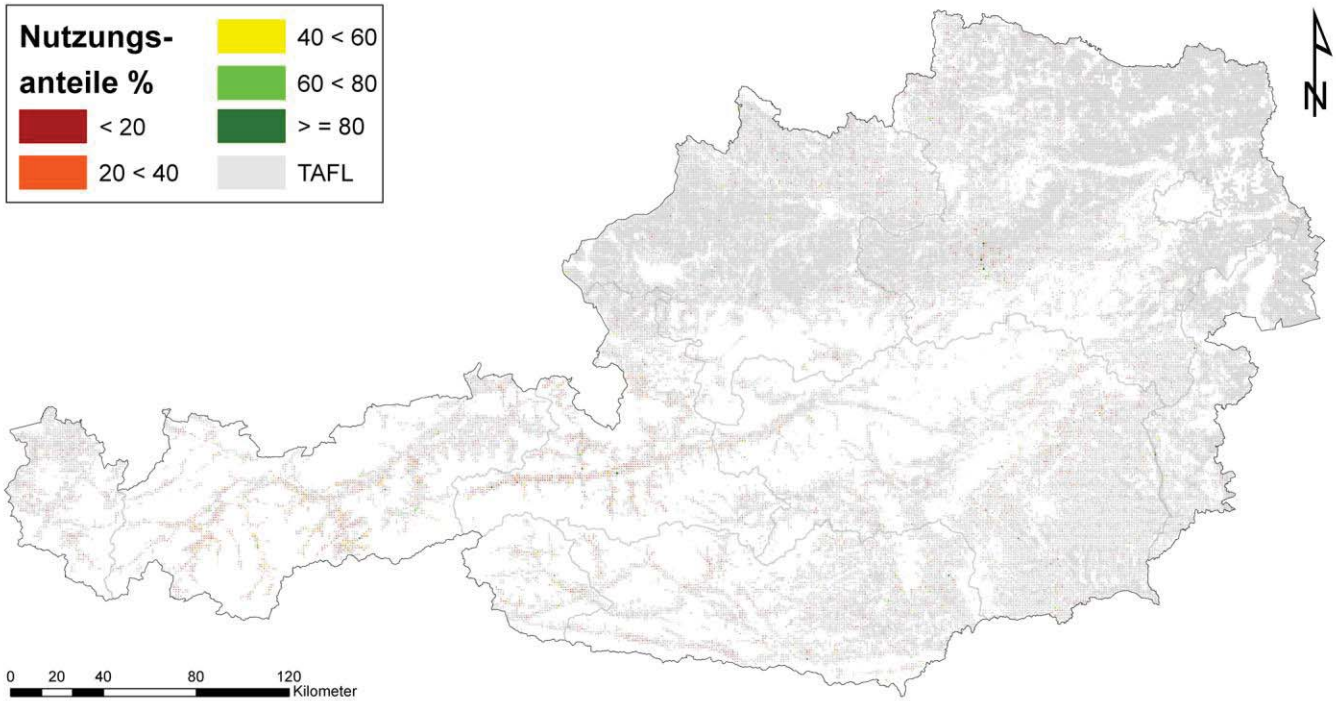 Nutzungs-
anteile %
< 20
20 < 40
40 < 60
60 < 80
> = 80
TAFL
N
0 20 40 80 120
Kilometer